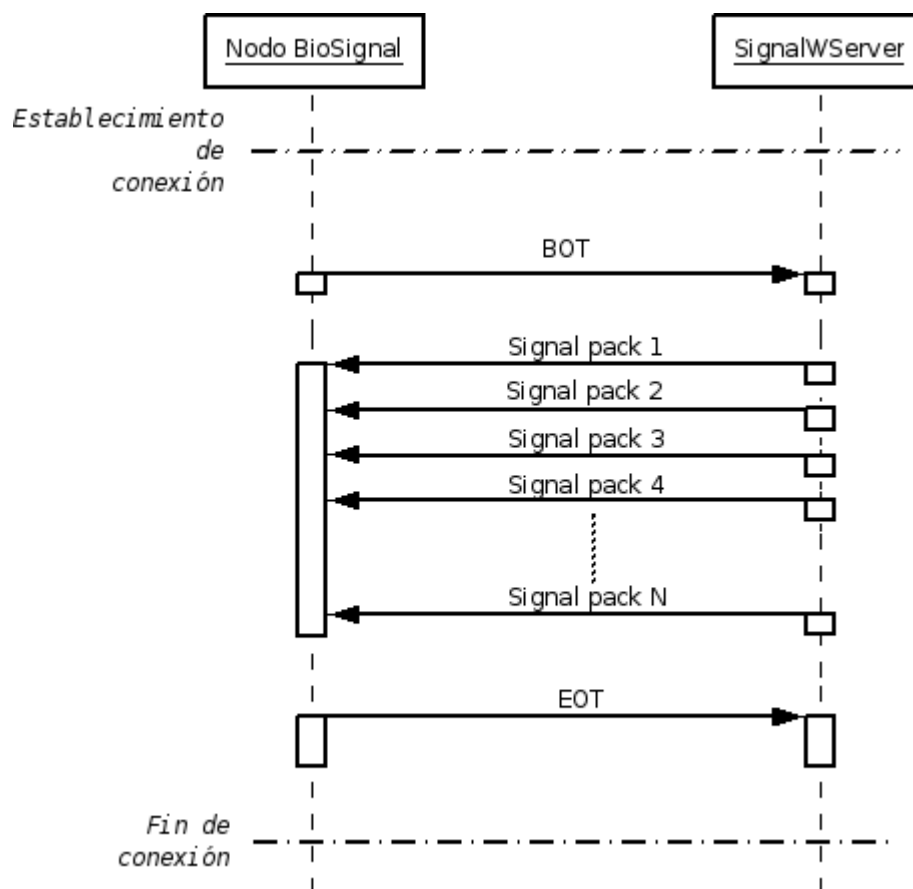 Nodo BioSignal
SignalWServer
Establecimiento
de
conexión
BOT
Signal pack 1
Signal pack 2
Signal pack 3
Signal pack 4
Signal pack N
EOT
Fin de
conexión